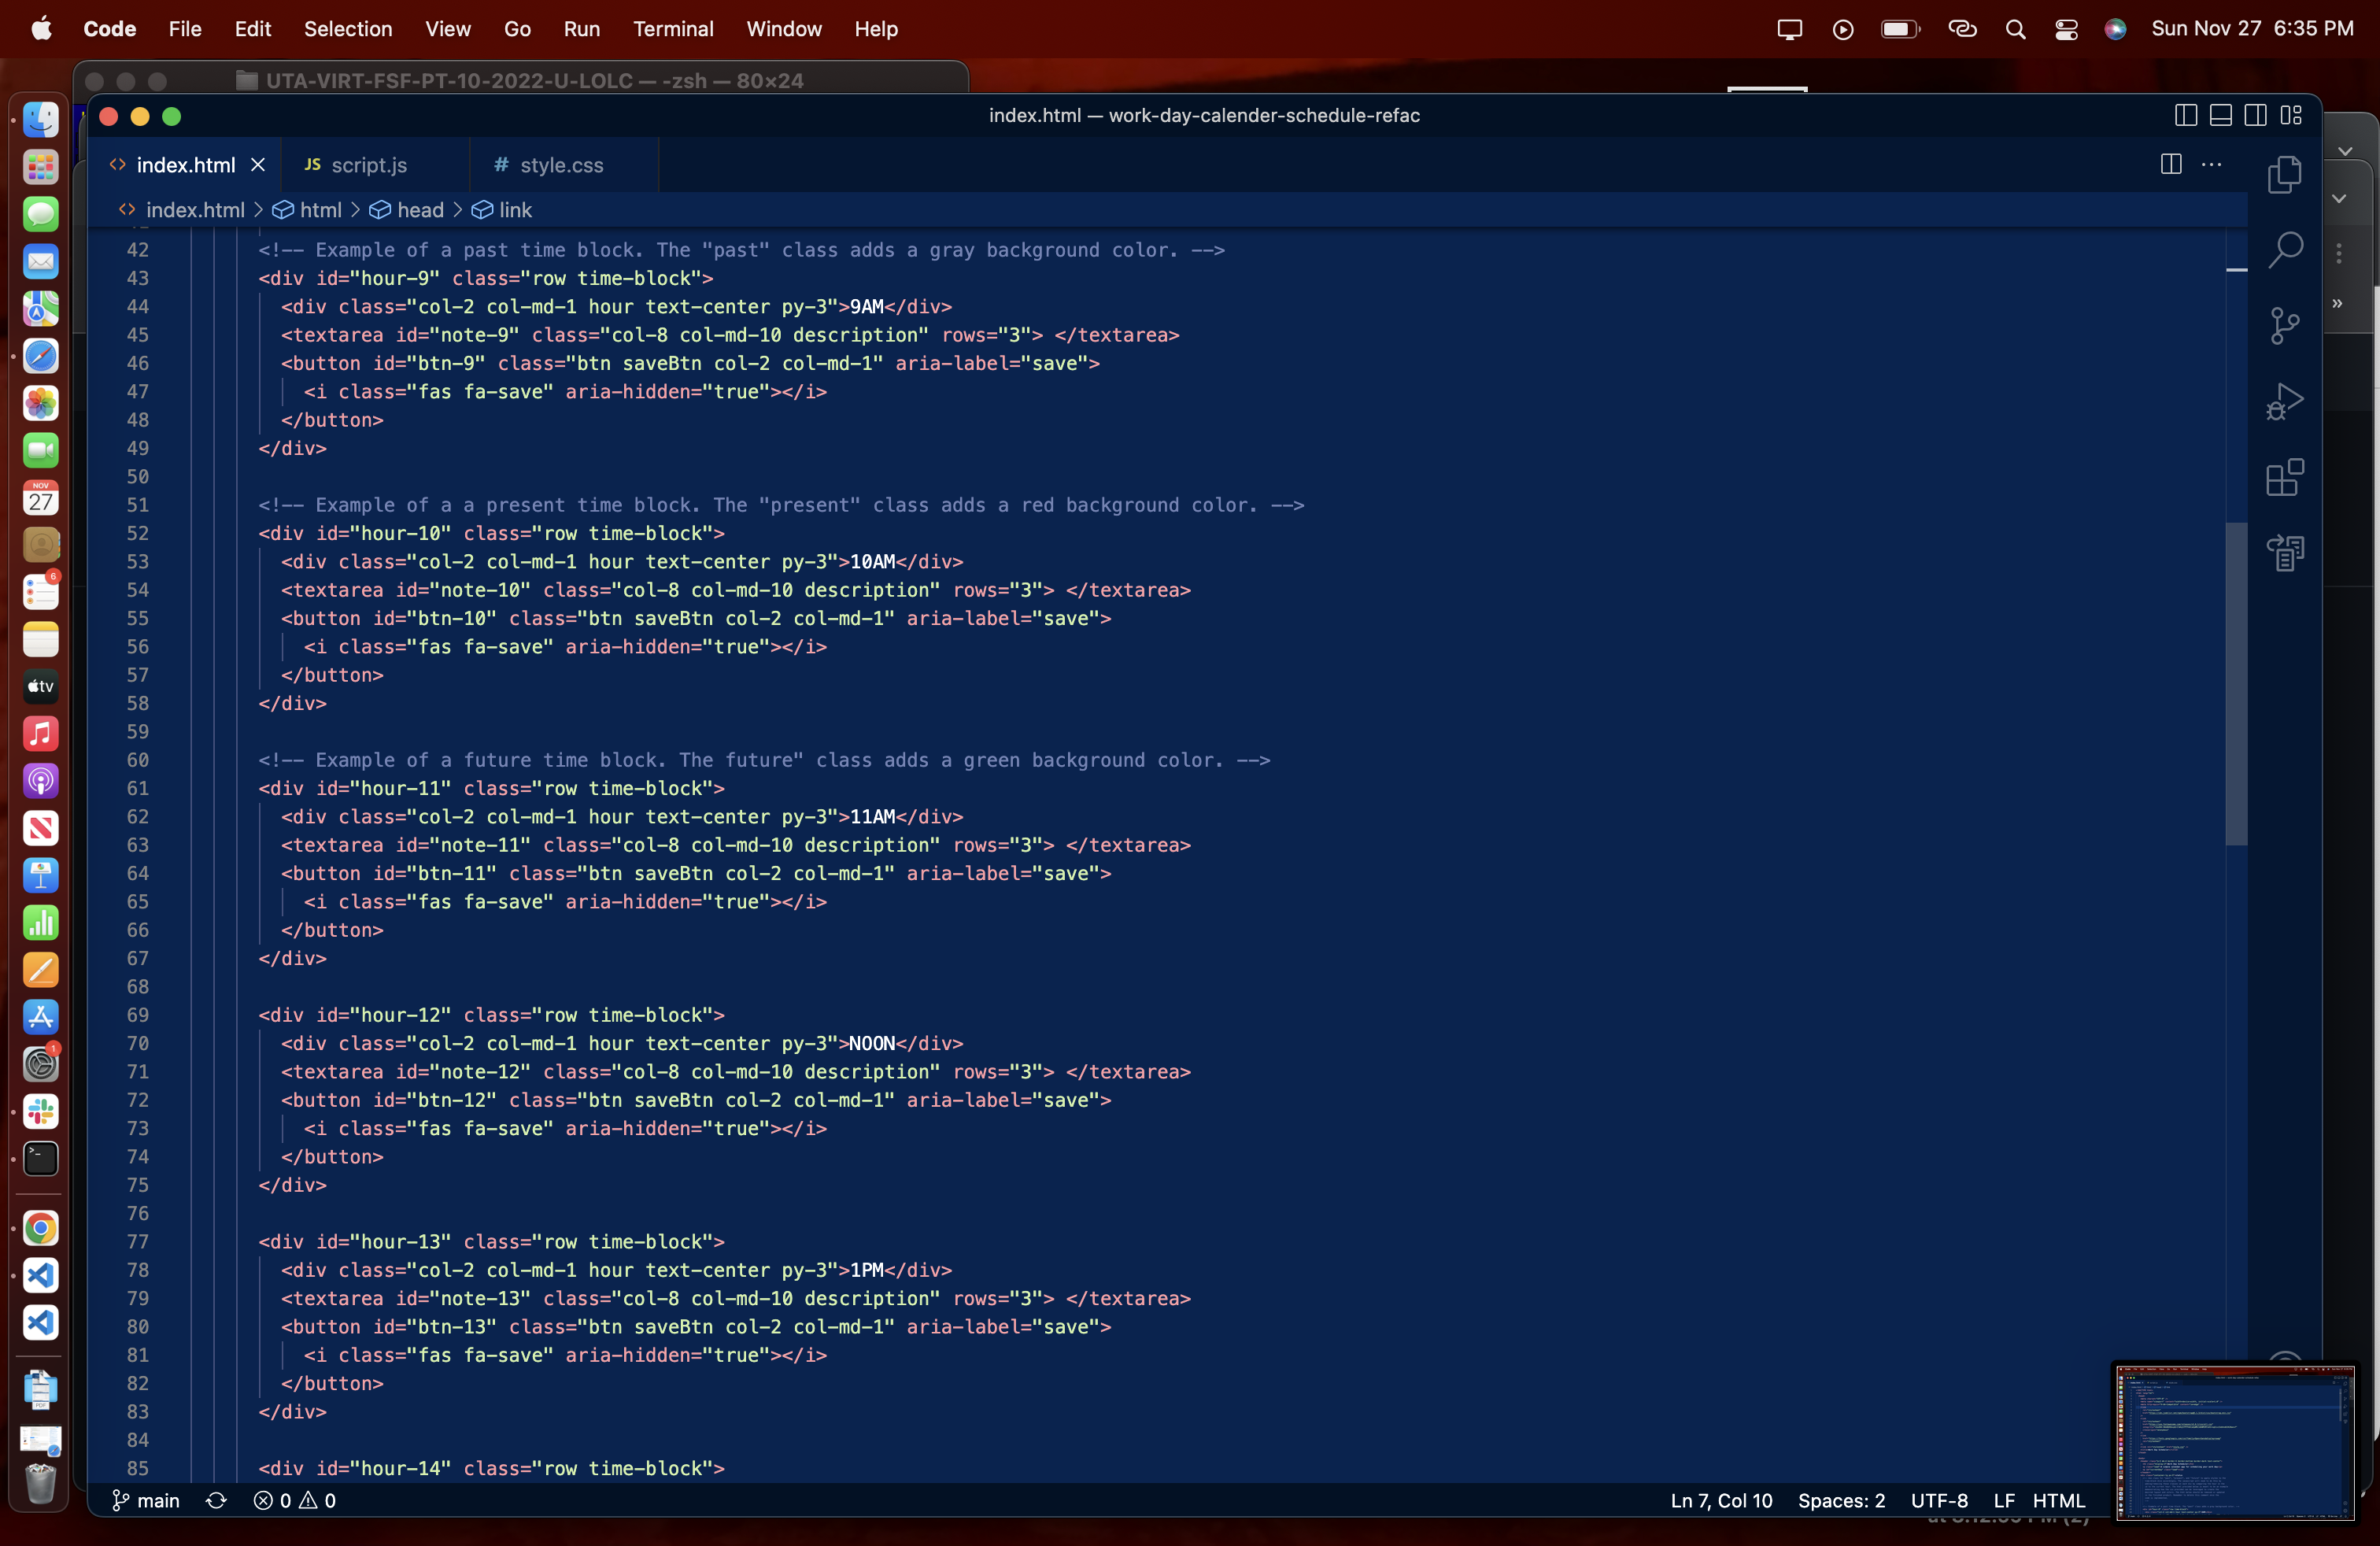 Code File Edit Selection View Go Run Terminal Window Help Sun Nov 27 6:35 PM
UTA-VIRT-FSF-PT-10-2022-U-LOLC — -zsh — 80×24
index.html — work-day-calender-schedule-refac
index.html script.js style.css
index.html > html > head > link
42 <!-- Example of a past time block. The "past" class adds a gray background color. -->
43 <div id="hour-9" class="row time-block">
44 <div class="col-2 col-md-1 hour text-center py-3">9AM</div>
45 <textarea id="note-9" class="col-8 col-md-10 description" rows="3"> </textarea>
46 <button id="btn-9" class="btn saveBtn col-2 col-md-1" aria-label="save">
47 <i class="fas fa-save" aria-hidden="true"></i>
48 </button>
49 </div>
50
51 <!-- Example of a a present time block. The "present" class adds a red background color. -->
52 <div id="hour-10" class="row time-block">
53 <div class="col-2 col-md-1 hour text-center py-3">10AM</div>
54 <textarea id="note-10" class="col-8 col-md-10 description" rows="3"> </textarea>
55 <button id="btn-10" class="btn saveBtn col-2 col-md-1" aria-label="save">
56 <i class="fas fa-save" aria-hidden="true"></i>
57 </button>
58 </div>
59
60 <!-- Example of a future time block. The future" class adds a green background color. -->
61 <div id="hour-11" class="row time-block">
62 <div class="col-2 col-md-1 hour text-center py-3">11AM</div>
63 <textarea id="note-11" class="col-8 col-md-10 description" rows="3"> </textarea>
64 <button id="btn-11" class="btn saveBtn col-2 col-md-1" aria-label="save">
65 <i class="fas fa-save" aria-hidden="true"></i>
66 </button>
67 </div>
68
69 <div id="hour-12" class="row time-block">
70 <div class="col-2 col-md-1 hour text-center py-3">NOON</div>
71 <textarea id="note-12" class="col-8 col-md-10 description" rows="3"> </textarea>
72 <button id="btn-12" class="btn saveBtn col-2 col-md-1" aria-label="save">
73 <i class="fas fa-save" aria-hidden="true"></i>
74 </button>
75 </div>
76
77 <div id="hour-13" class="row time-block">
78 <div class="col-2 col-md-1 hour text-center py-3">1PM</div>
79 <textarea id="note-13" class="col-8 col-md-10 description" rows="3"> </textarea>
80 <button id="btn-13" class="btn saveBtn col-2 col-md-1" aria-label="save">
81 <i class="fas fa-save" aria-hidden="true"></i>
82 </button>
83 </div>
84
85 <div id="hour-14" class="row time-block">
main 0 0 Ln 7, Col 10 Spaces: 2 UTF-8 LF HTML
NOV
27
6
tv
1
PDF